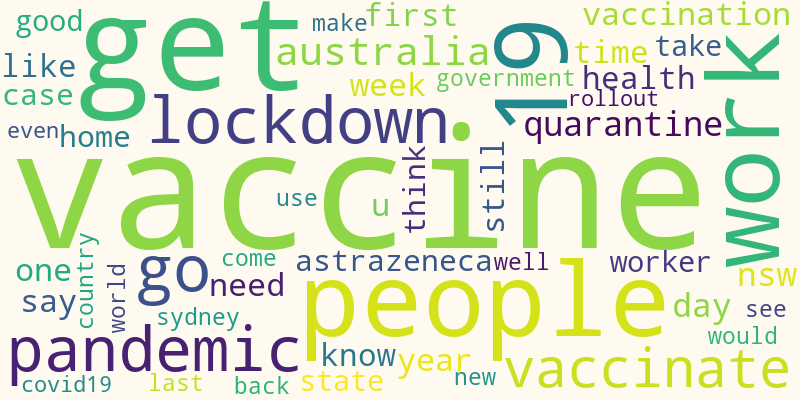 good
get
make
first
19
vaccination
like
australia
time
take
work
case
week
government
health
rollout
even
home
lockdown
quarantine
vaccine
think
still
use
u
one
country
world
go
come
astrazeneca
well
worker
nsw
say
need
people
day
see
sydney
pandemic
know
year
would
vaccinate
covid19
last
back
state
new